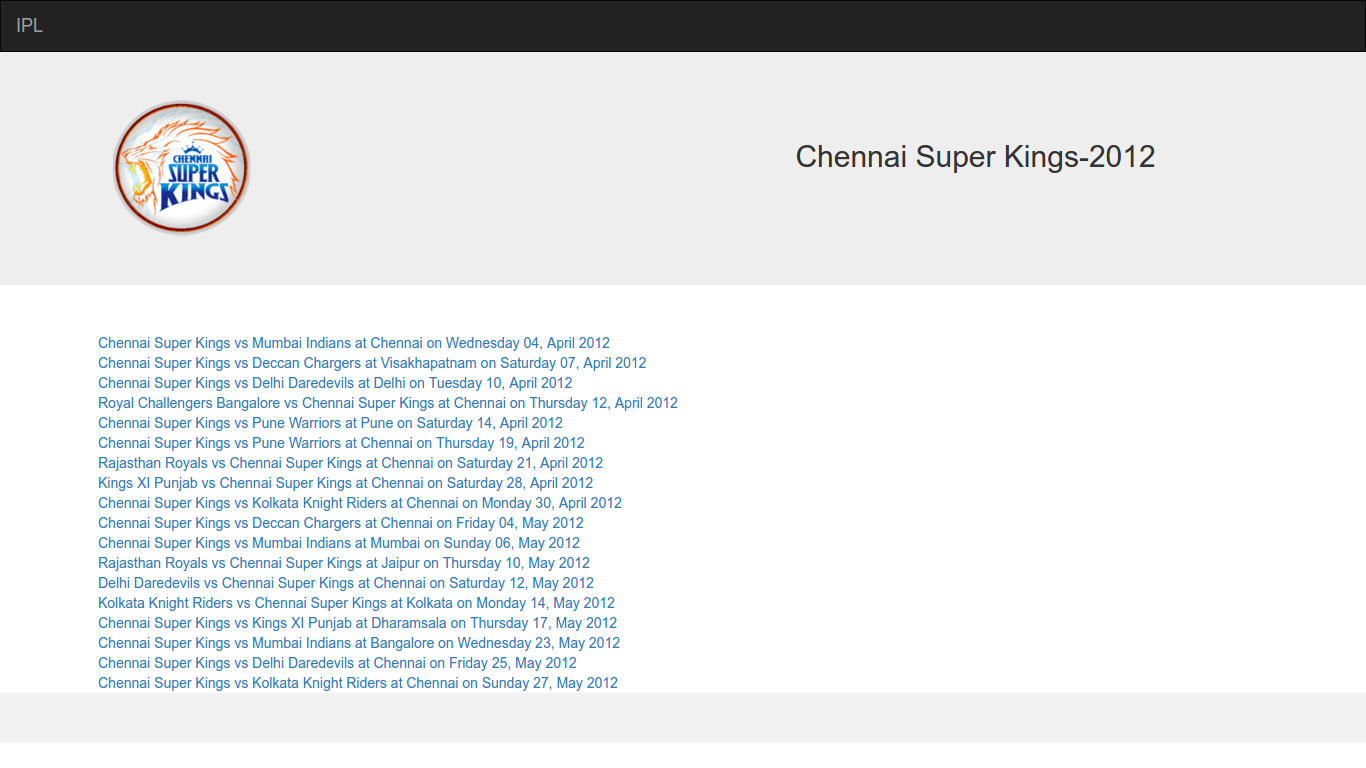 IPL
CHENNAI
SUPER
KINGS
Chennai Super Kings-2012
Chennai Super Kings vs Mumbai Indians at Chennai on Wednesday 04, April 2012
Chennai Super Kings vs Deccan Chargers at Visakhapatnam on Saturday 07, April 2012
Chennai Super Kings vs Delhi Daredevils at Delhi on Tuesday 10, April 2012
Royal Challengers Bangalore vs Chennai Super Kings at Chennai on Thursday 12, April 2012
Chennai Super Kings vs Pune Warriors at Pune on Saturday 14, April 2012
Chennai Super Kings vs Pune Warriors at Chennai on Thursday 19, April 2012
Rajasthan Royals vs Chennai Super Kings at Chennai on Saturday 21, April 2012
Kings XI Punjab vs Chennai Super Kings at Chennai on Saturday 28, April 2012
Chennai Super Kings vs Kolkata Knight Riders at Chennai on Monday 30, April 2012
Chennai Super Kings vs Deccan Chargers at Chennai on Friday 04, May 2012
Chennai Super Kings vs Mumbai Indians at Mumbai on Sunday 06, May 2012
Rajasthan Royals vs Chennai Super Kings at Jaipur on Thursday 10, May 2012
Delhi Daredevils vs Chennai Super Kings at Chennai on Saturday 12, May 2012
Kolkata Knight Riders vs Chennai Super Kings at Kolkata on Monday 14, May 2012
Chennai Super Kings vs Kings XI Punjab at Dharamsala on Thursday 17, May 2012
Chennai Super Kings vs Mumbai Indians at Bangalore on Wednesday 23, May 2012
Chennai Super Kings vs Delhi Daredevils at Chennai on Friday 25, May 2012
Chennai Super Kings vs Kolkata Knight Riders at Chennai on Sunday 27, May 2012